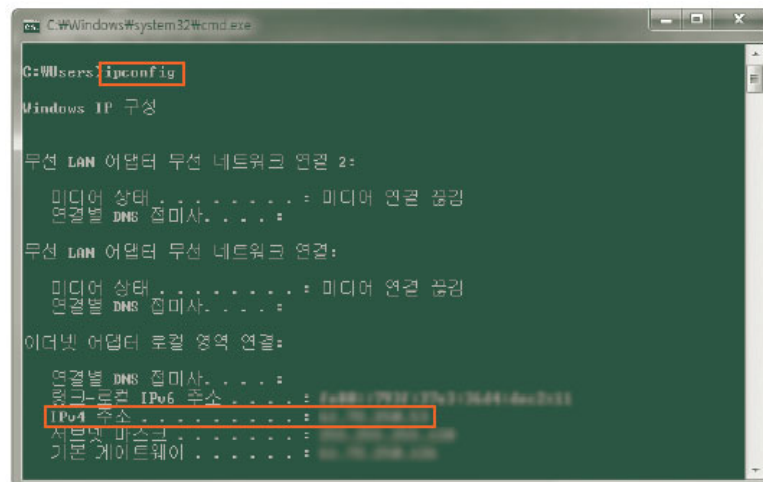 C:₩Windows₩system32₩cmd.exe
C:₩Users>ipconfig
Windows IP 구성
무선 LAN 어댑터 무선 네트워크 연결 2:
미디어 상태 . . . . . . . . : 미디어 연결 끊김
연결별 DNS 접미사. . . . :
무선 LAN 어댑터 무선 네트워크 연결:
미디어 상태 . . . . . . . . : 미디어 연결 끊김
연결별 DNS 접미사. . . . :
이더넷 어댑터 로컬 영역 연결:
연결별 DNS 접미사. . . . :
링크-로컬 IPv6 주소 . . . . :
IPv4 주소 . . . . . . . . . :
서브넷 마스크 . . . . . . . :
기본 게이트웨이 . . . . . . :